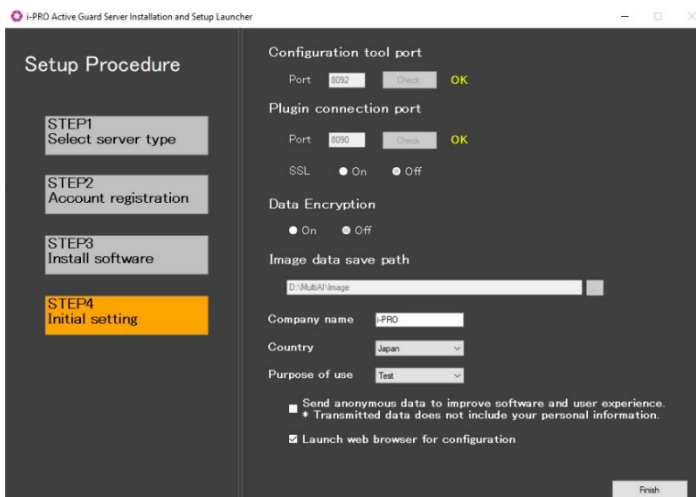 i-PRO Active Guard Server Installation and Setup Launcher
Setup Procedure
STEP1
Select server type
STEP2
Account registration
STEP3
Install software
STEP4
Initial setting
Configuration tool port
Port 8092 Check OK
Plugin connection port
Port 8090 Check OK
SSL On Off
Data Encryption
On Off
Image data save path
D:\MultiAI\Image ...
Company name i-PRO
Country Japan
Purpose of use Test
Send anonymous data to improve software and user experience.
* Transmitted data does not include your personal information.
Launch web browser for configuration
Finish